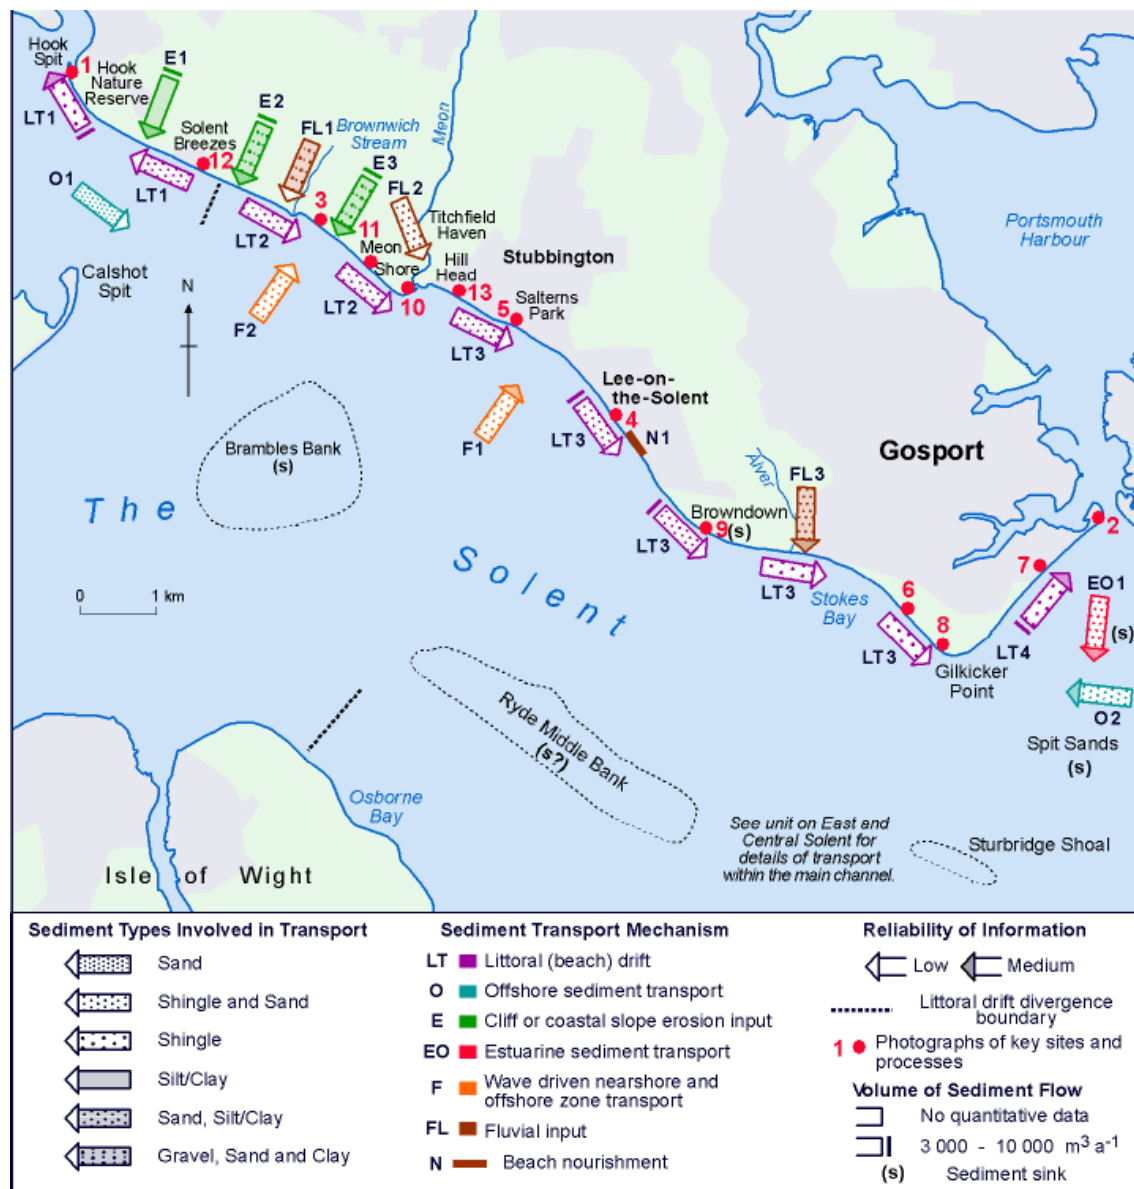 Hook
Spit
1
Hook
Nature
Reserve
E1
LT1
Solent
Breezes
12
E2
FL1
Brownwich
Stream
Meon
E3
FL2
O1
LT1
LT2
3
11
Meon
Shore
Titchfield
Haven
Hill
Head
Stubbington
Portsmouth
Harbour
Calshot
Spit
N
F2
LT2
10
13
5
Salterns
Park
LT3
Lee-on-
the-Solent
4
N1
LT3
F1
Brambles Bank
(s)
Gosport
Alver
FL3
Browndown
(s)
9
LT3
LT3
The
Solent
0 1 km
Stokes
Bay
6
8
LT3
Gilkicker
Point
7
2
LT4
EO1
(s)
O2
Spit Sands
(s)
Ryde Middle Bank
(s?)
Osborne
Bay
Isle of Wight
See unit on East and
Central Solent for
details of transport
within the main channel.
Sturbridge Shoal
Sediment Types Involved in Transport
Sand
Shingle and Sand
Shingle
Silt/Clay
Sand, Silt/Clay
Gravel, Sand and Clay
Sediment Transport Mechanism
LT Littoral (beach) drift
O Offshore sediment transport
E Cliff or coastal slope erosion input
EO Estuarine sediment transport
F Wave driven nearshore and
offshore zone transport
FL Fluvial input
N Beach nourishment
Reliability of Information
Low Medium
Littoral drift divergence
boundary
1 Photographs of key sites and
processes
Volume of Sediment Flow
No quantitative data
3 000 - 10 000 m³ a⁻¹
(s) Sediment sink